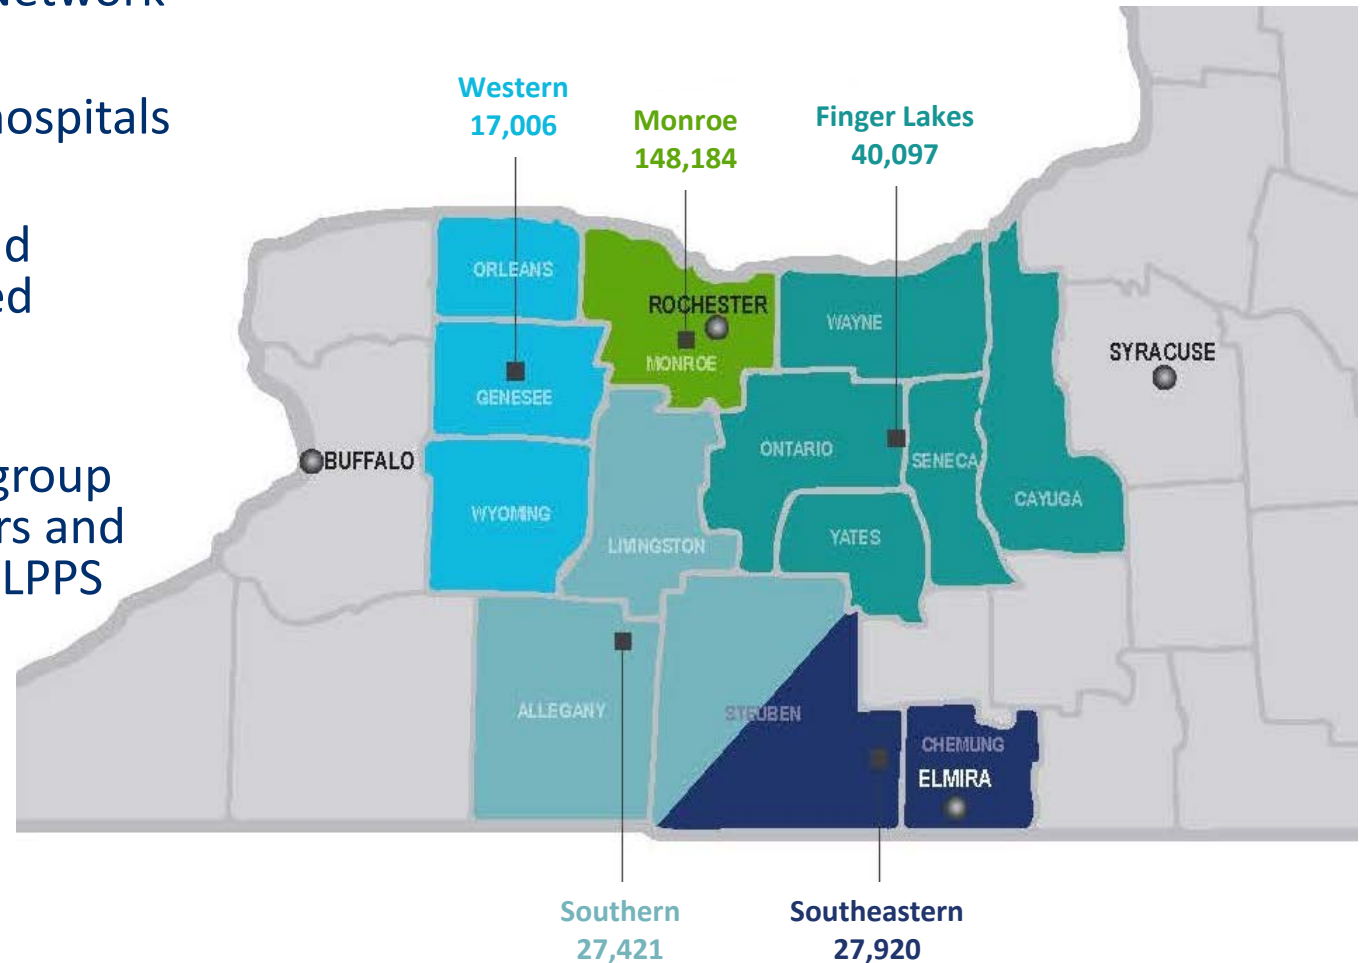 Network
hospitals
d
ed
group
rs and
LPPS
Western
17,006
Monroe
148,184
Finger Lakes
40,097
ORLEANS
ROCHESTER
WAYNE
MONROE
SYRACUSE
GENESEE
ONTARIO
SENECA
BUFFALO
CAYUGA
WYOMING
YATES
LIVINGSTON
ALLEGANY
STEUBEN
CHEMUNG
ELMIRA
Southern
27,421
Southeastern
27,920